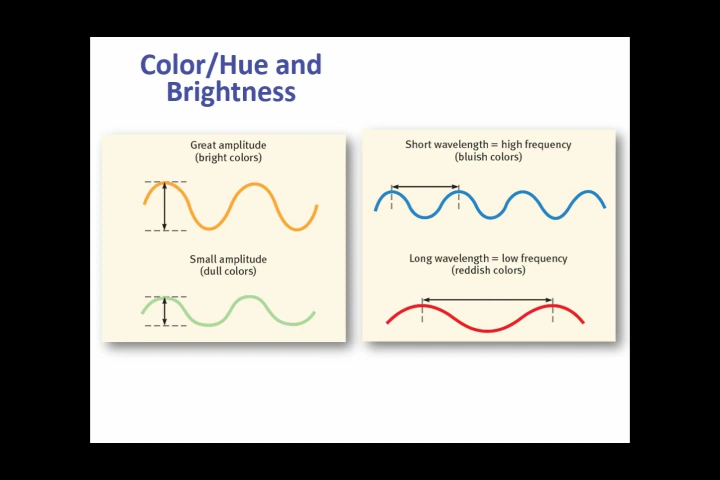 Color/Hue and
Brightness
Great amplitude
(bright colors)
Small amplitude
(dull colors)
Short wavelength = high frequency
(bluish colors)
Long wavelength = low frequency
(reddish colors)